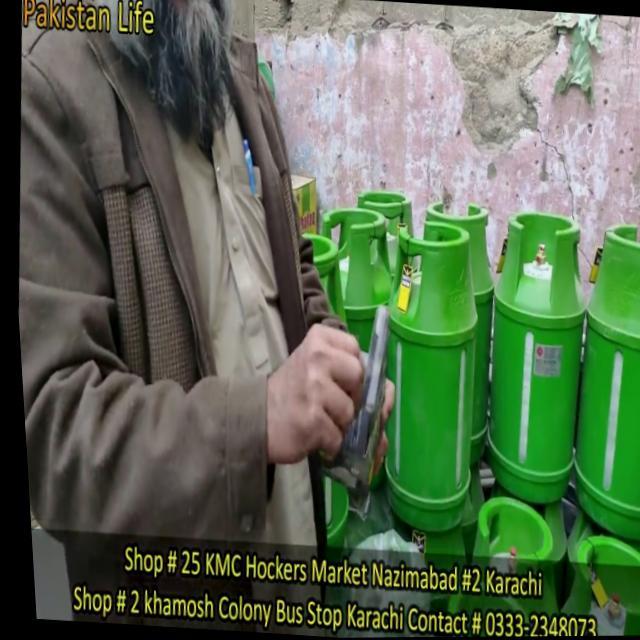 Pakistan Life
Shop # 25 KMC Hockers Market Nazimabad #2 Karachi
Shop # 2 khamosh Colony Bus Stop Karachi Contact # 0333-2348073